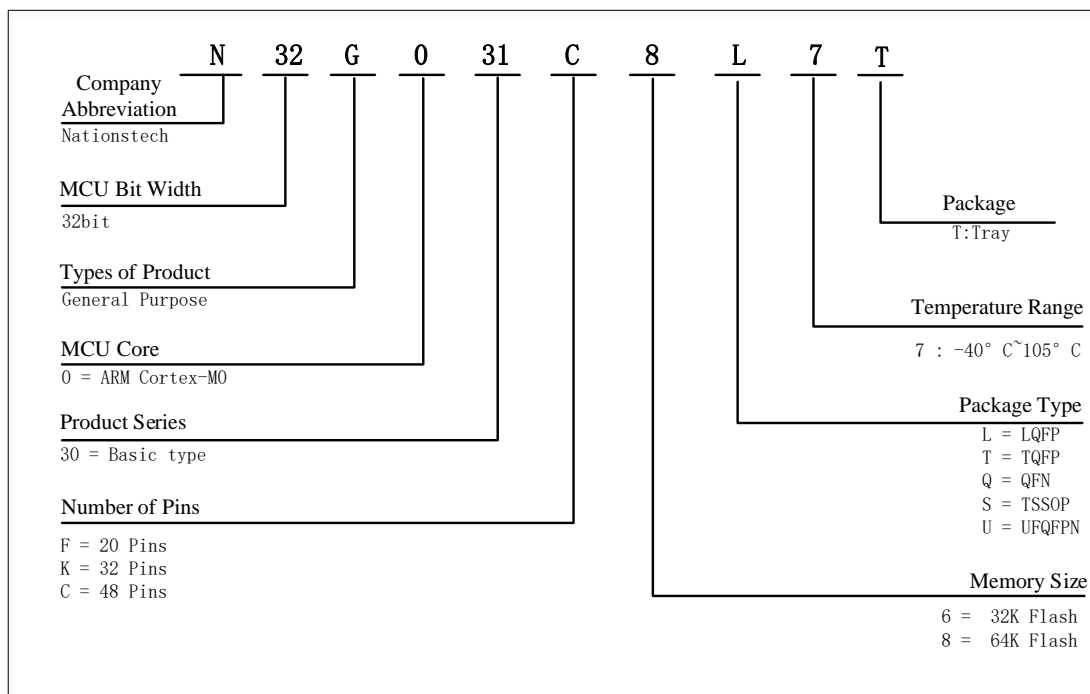 N 32 G 0 31 C 8 L 7 T
Company
Abbreviation
Nationstech
MCU Bit Width
32bit
Types of Product
General Purpose
MCU Core
0 = ARM Cortex-M0
Product Series
30 = Basic type
Number of Pins
F = 20 Pins
K = 32 Pins
C = 48 Pins
Package
T:Tray
Temperature Range
7 : -40° C~105° C
Package Type
L = LQFP
T = TQFP
Q = QFN
S = TSSOP
U = UFQFPN
Memory Size
6 = 32K Flash
8 = 64K Flash